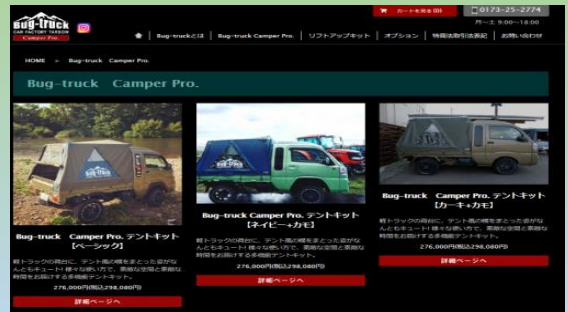 カートを見る(0)
0173-25-2774
月〜土 9:00〜18:00
Bug-truck
CAR FACTORY TARBOW
Camper Pro.
Bug-truckとは
Bug-truck Camper Pro.
リフトアップキット
オプション
特商法取引法表記
お問い合わせ
HOME » Bug-truck Camper Pro.
Bug-truck Camper Pro.
Bug-truck
Bug-truck Camper Pro. テントキット
【ベーシック】
軽トラックの荷台に、テント風の幌をまとった姿がな
んともキュート! 様々な使い方で、素敵な空間と素敵な
時間をお届けする多機能テントキット。
276,000円(税込298,080円)
詳細ページへ
Bug-truck Camper Pro. テントキット
【ネイビー+カモ】
軽トラックの荷台に、テント風の幌をまとった姿がな
んともキュート! 様々な使い方で、素敵な空間と素敵な
時間をお届けする多機能テントキット。
276,000円(税込298,080円)
詳細ページへ
Bug-truck Camper Pro. テントキット
【カーキ+カモ】
軽トラックの荷台に、テント風の幌をまとった姿がな
んともキュート! 様々な使い方で、素敵な空間と素敵な
時間をお届けする多機能テントキット。
276,000円(税込298,080円)
詳細ページへ